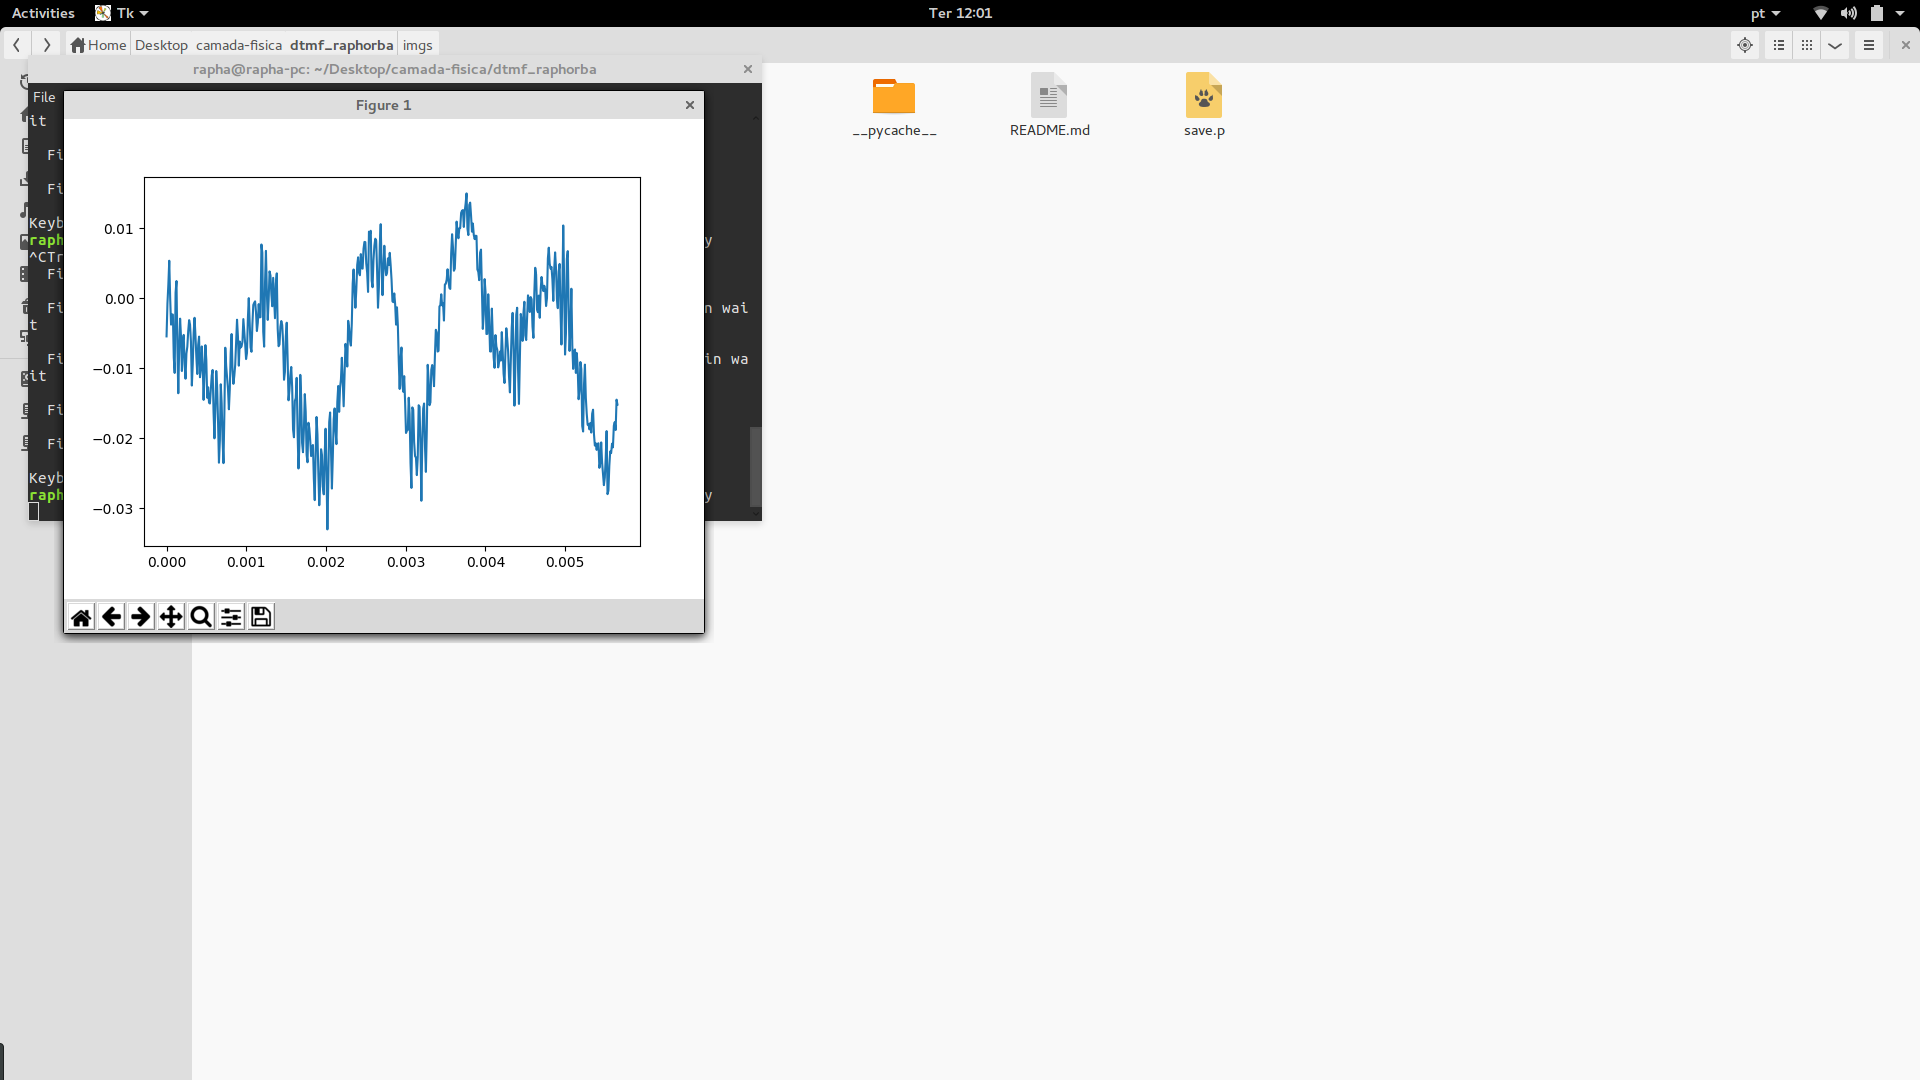 Activities Tk Ter 12:01 pt
Home Desktop camada-fisica dtmf_raphorba imgs
rapha@rapha-pc: ~/Desktop/camada-fisica/dtmf_raphorba
File
Figure 1
it
Fi
Fi
Keyb
raph y
^CTr
Fi
Fi n wai
t
Fi in wa
it
Fi
Fi
Keyb
raph y
0.01
0.00
−0.01
−0.02
−0.03
0.000 0.001 0.002 0.003 0.004 0.005
__pycache__ README.md save.p